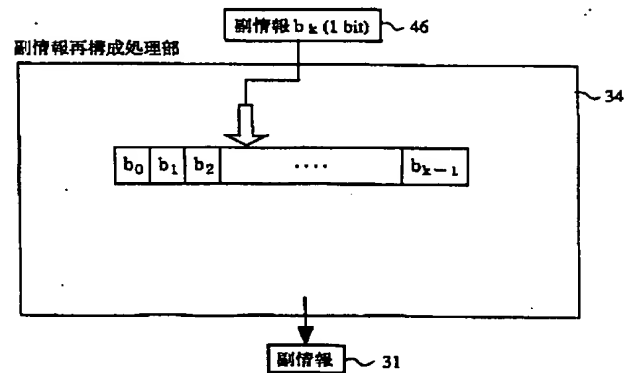 副情報 bk (1 bit) 46
副情報再構成処理部
34
b0 b1 b2 ‥‥ bk-1
副情報 31